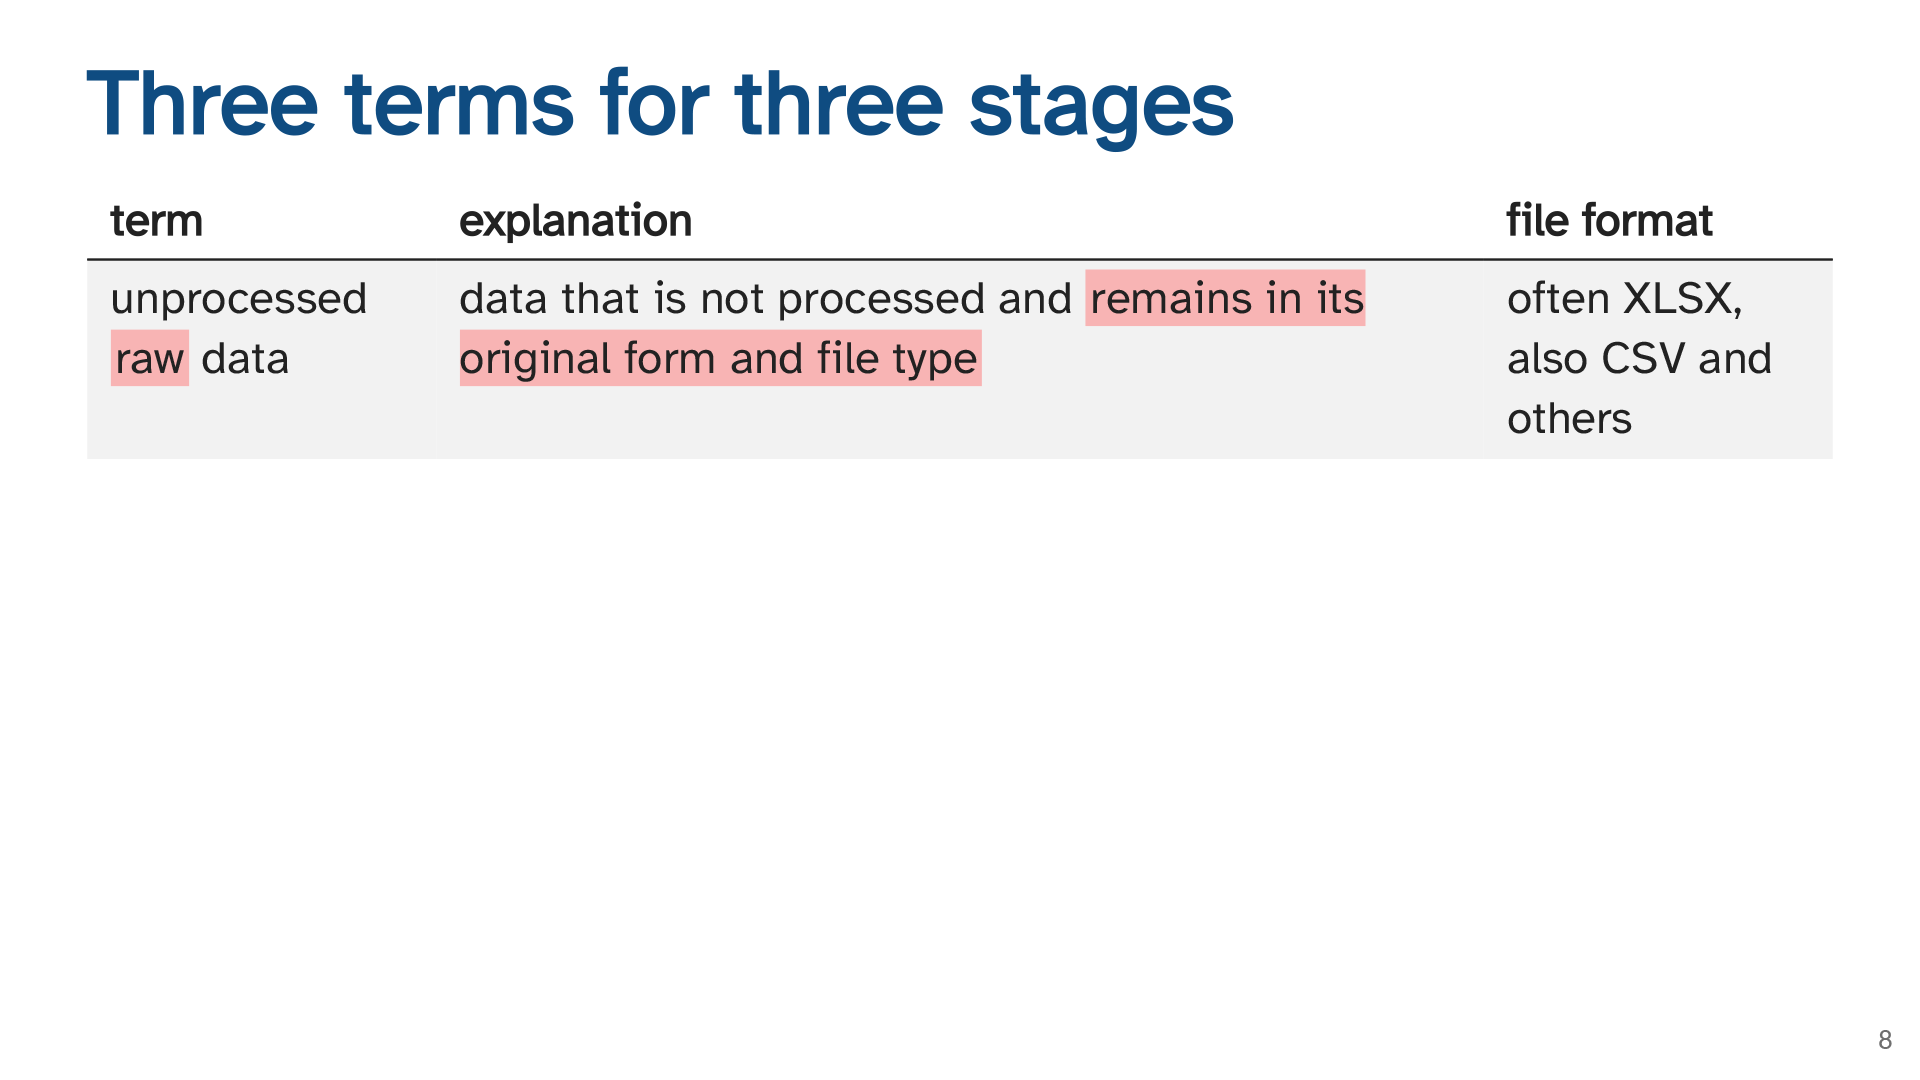 Three terms for three stages
term explanation file format
unprocessed data that is not processed and remains in its often XLSX,
raw data original form and file type also CSV and
others
8